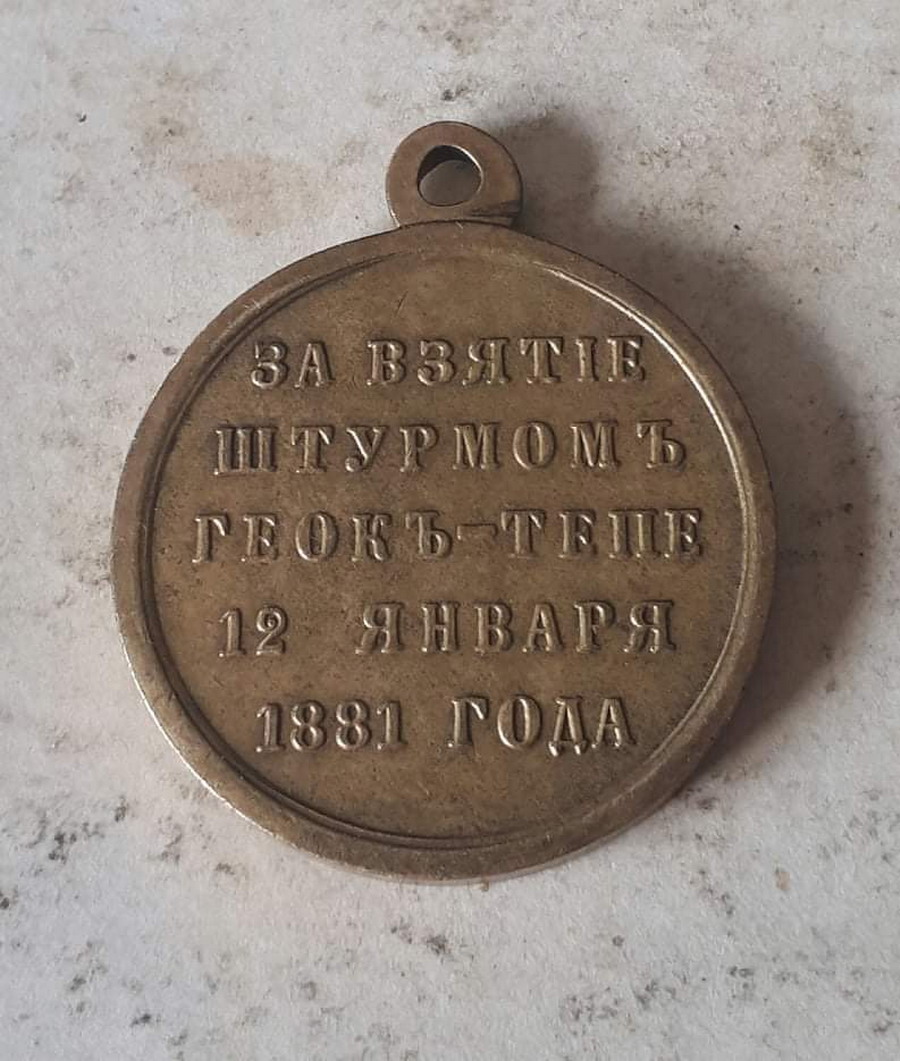 ЗА ВЗЯТІЕ
ШТУРМОМЪ
ГЕОКЪ-ТЕПЕ
12 ЯНВАРЯ
1881 ГОДА